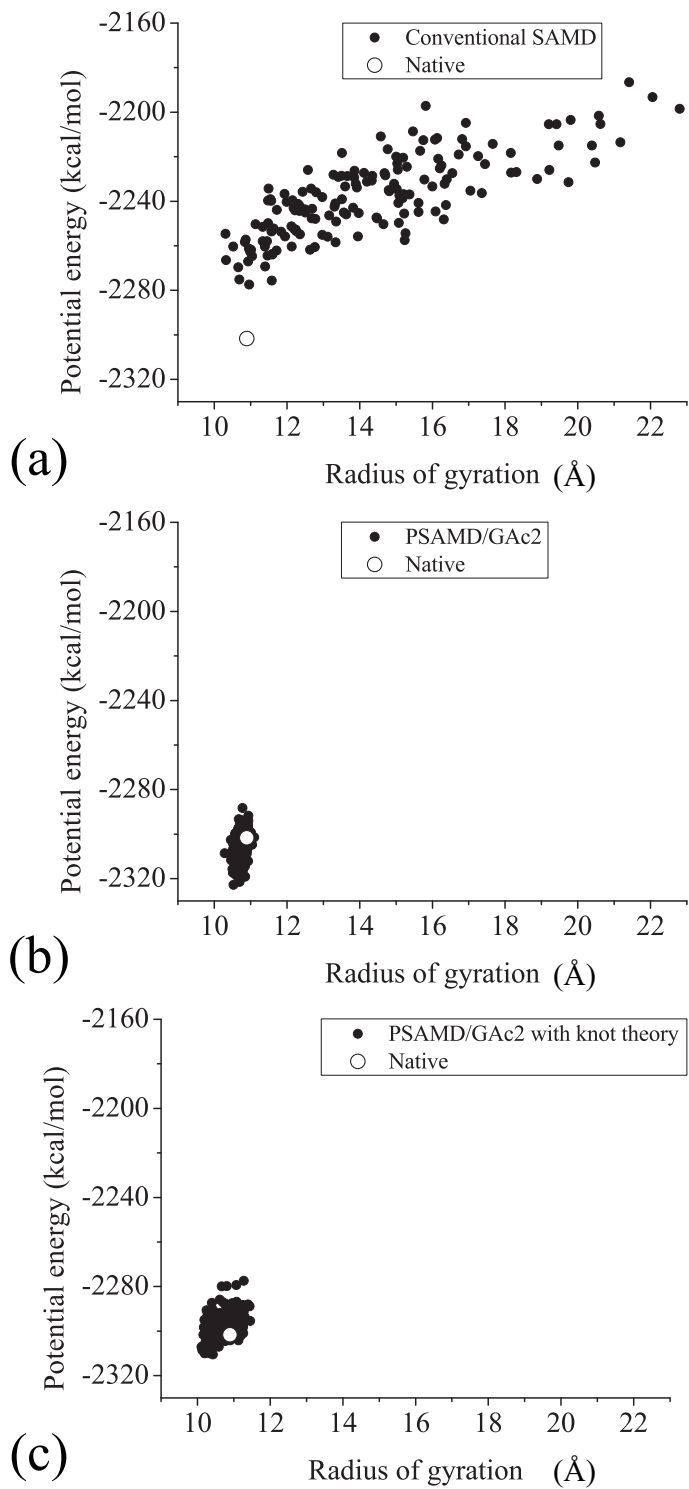 -2160
Conventional SAMD
Native
-2200
-2240
-2280
-2320
Potential energy (kcal/mol)
10 12 14 16 18 20 22
(a)
Radius of gyration (Å)
-2160
PSAMD/GAc2
Native
-2200
-2240
-2280
-2320
Potential energy (kcal/mol)
10 12 14 16 18 20 22
(b)
Radius of gyration (Å)
-2160
PSAMD/GAc2 with knot theory
Native
-2200
-2240
-2280
-2320
Potential energy (kcal/mol)
10 12 14 16 18 20 22
(c)
Radius of gyration (Å)